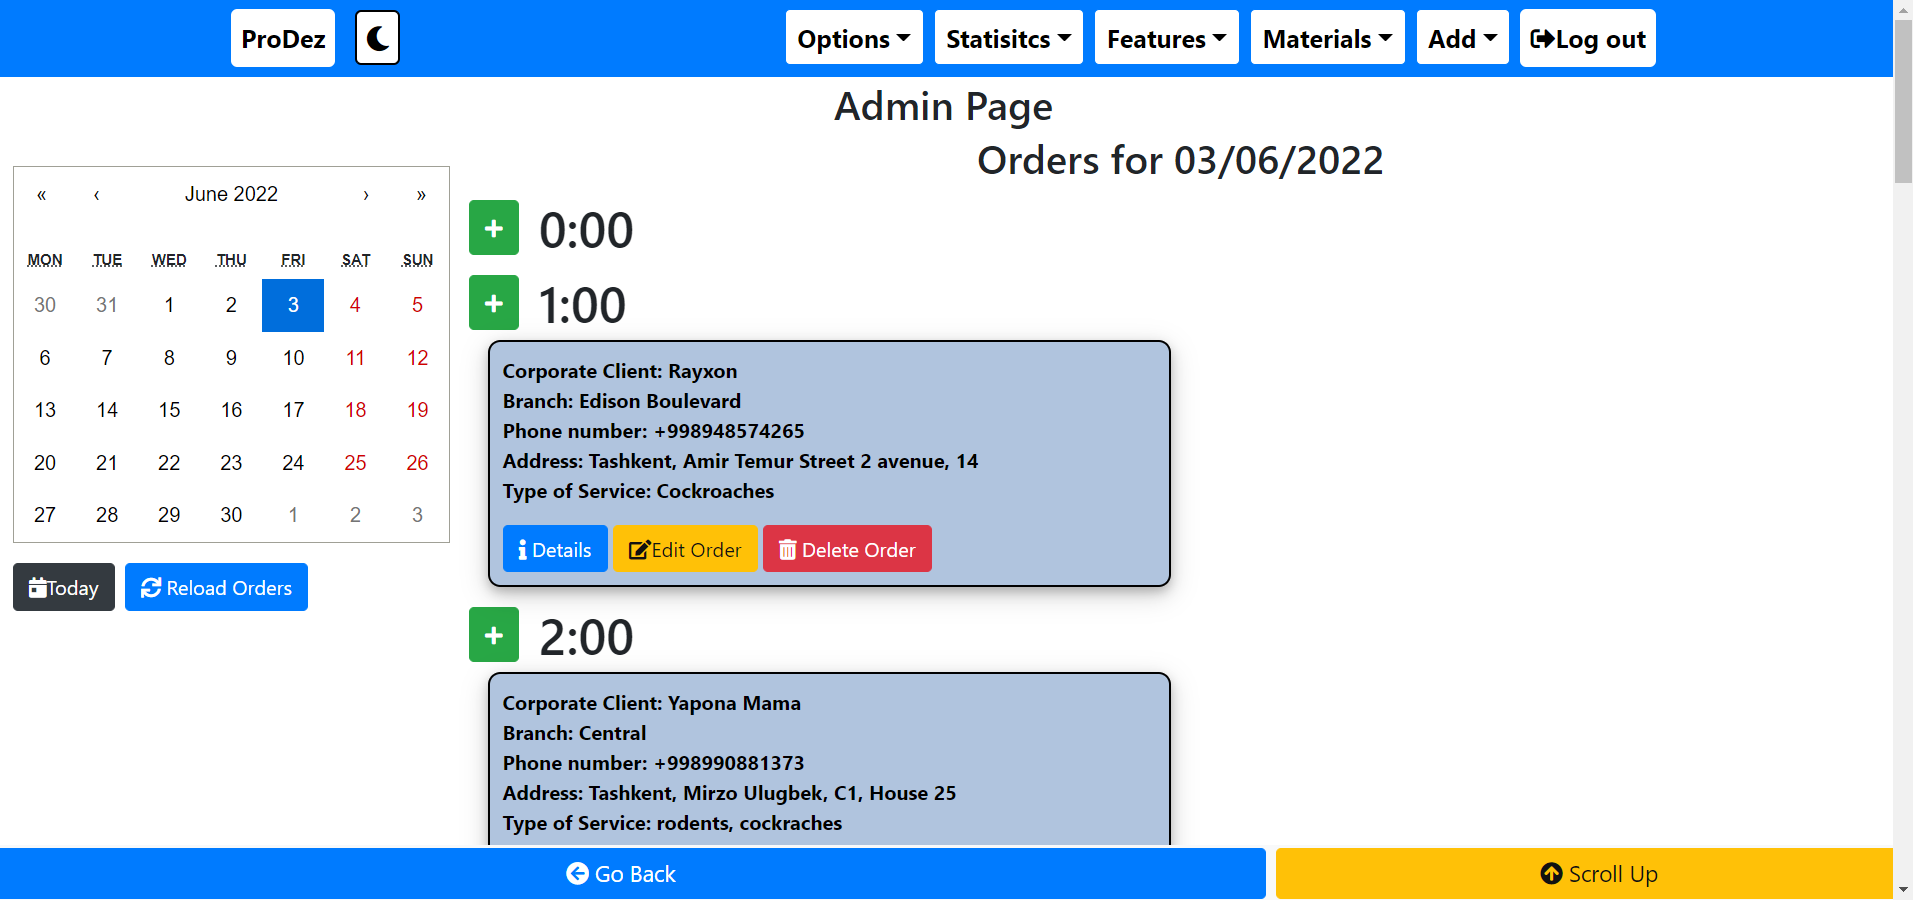 ProDez Options Statisitcs Features Materials Add Log out
Admin Page
Orders for 03/06/2022
« ‹ June 2022 › »
MON TUE WED THU FRI SAT SUN
30 31 1 2 3 4 5
6 7 8 9 10 11 12
13 14 15 16 17 18 19
20 21 22 23 24 25 26
27 28 29 30 1 2 3
Today Reload Orders
+ 0:00
+ 1:00
Corporate Client: Rayxon
Branch: Edison Boulevard
Phone number: +998948574265
Address: Tashkent, Amir Temur Street 2 avenue, 14
Type of Service: Cockroaches
Details Edit Order Delete Order
+ 2:00
Corporate Client: Yapona Mama
Branch: Central
Phone number: +998990881373
Address: Tashkent, Mirzo Ulugbek, C1, House 25
Type of Service: rodents, cockraches
Go Back Scroll Up